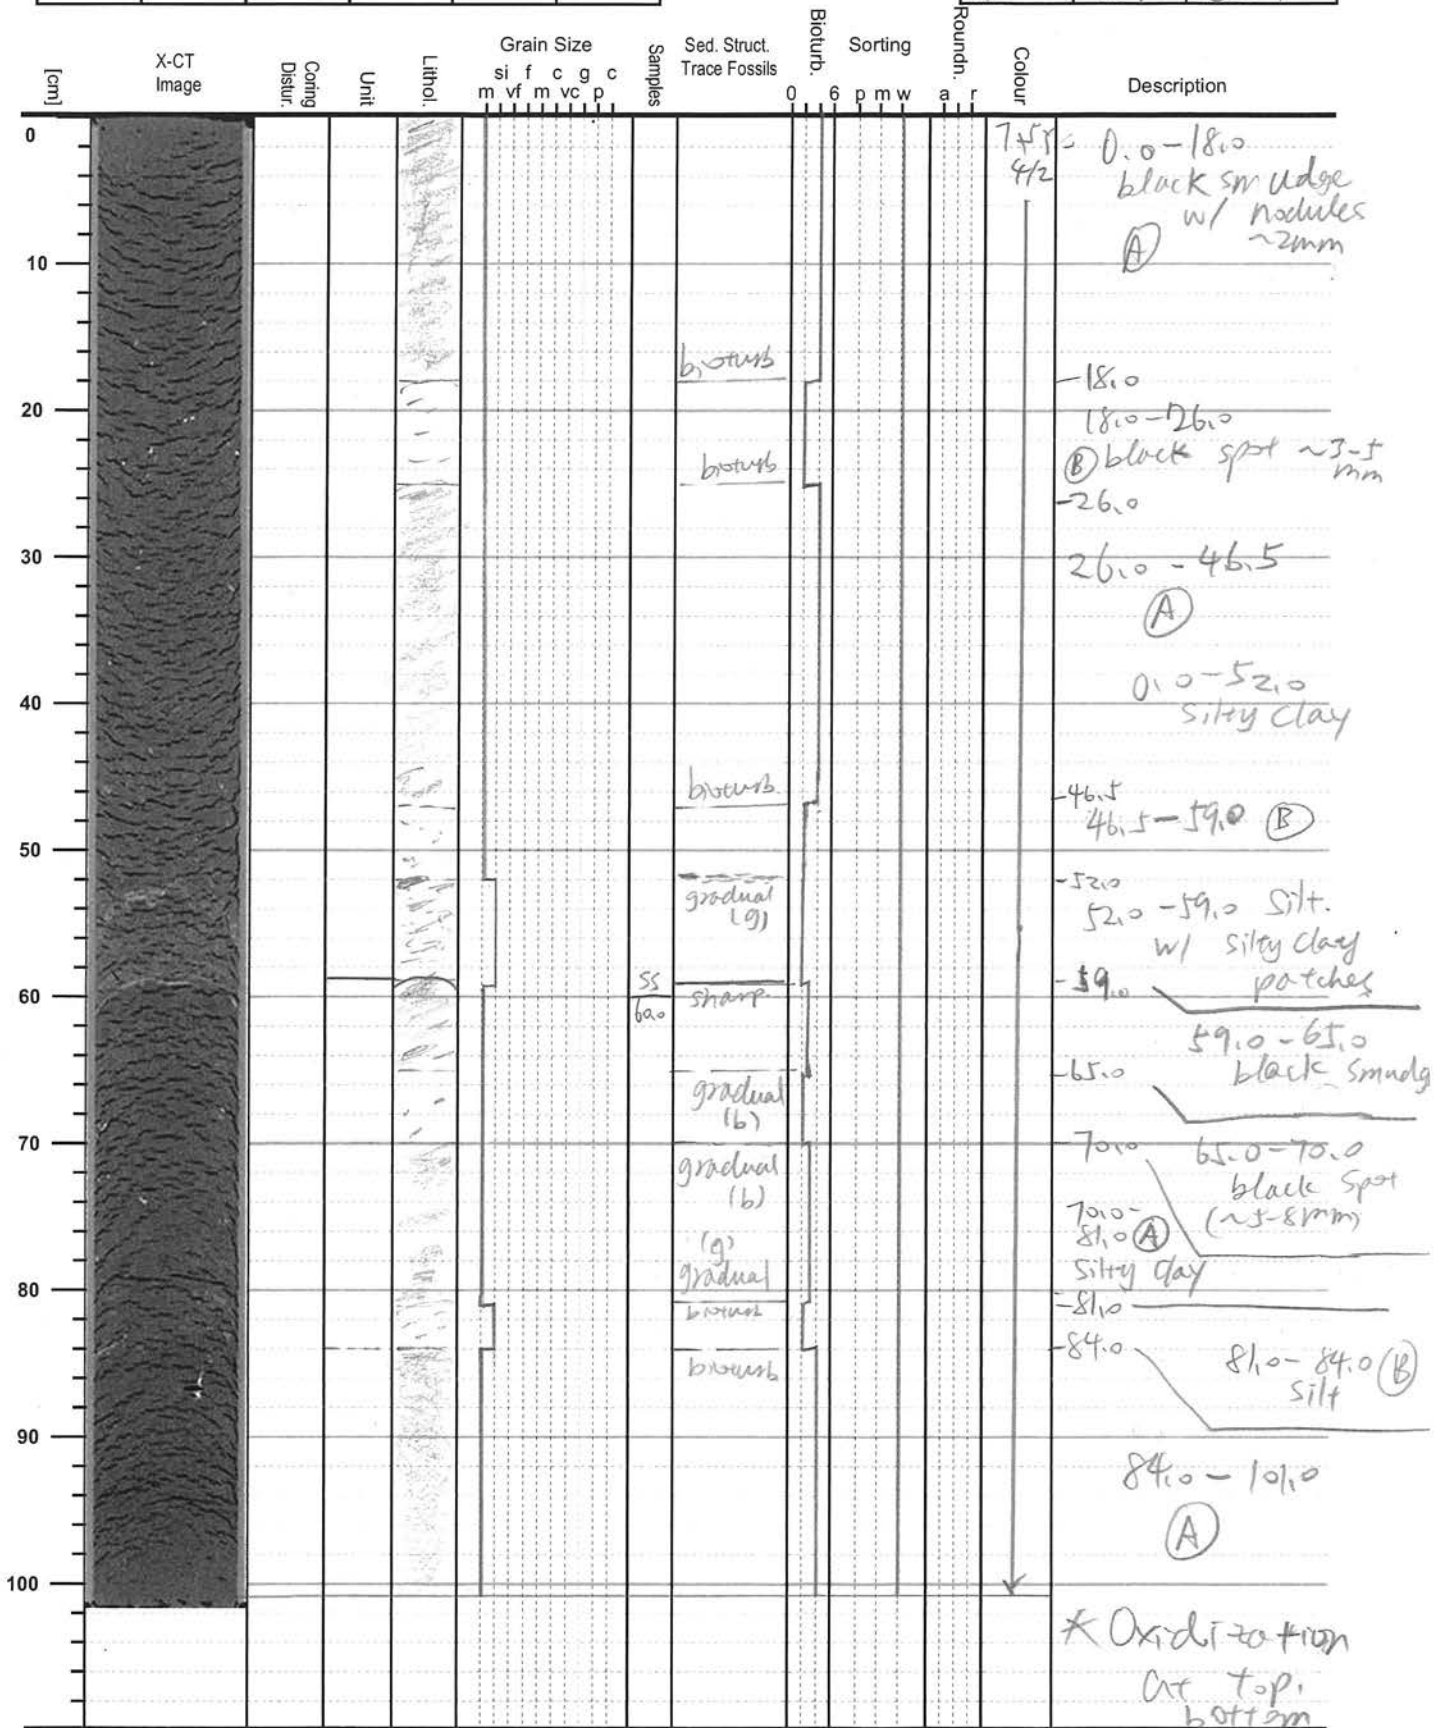 [cm]
X-CT
Image
Coring
Distur.
Unit
Lithol.
Grain Size
si f c g c
m vf m vc p
Samples
Sed. Struct.
Trace Fossils
Bioturb.
0 6
Sorting
p m w
Roundn.
a r
Colour
Description
0
10
20
30
40
50
60
70
80
90
100
bioturb
bioturb
bioturb
gradual
(g)
sharp.
gradual
(b)
gradual
(b)
(g)
gradual
bioturb
bioturb
SS
60.0
4/2
0.0-18.0
black smudge
w/ nodules
~2mm
A
-18.0
18.0-26.0
B black spot ~3-5
mm
-26.0
26.0-46.5
A
0.0-52.0
Silty Clay
-46.5
46.5-59.0 B
-52.0
52.0-59.0 Silt.
w/ Silty Clay
patches
-59.0
59.0-65.0
black smudg
-65.0
-70.0
65.0-70.0
black spot
(~5-8mm)
70.0-
81.0 A
Silty Clay
-81.0
-84.0
81.0-84.0 B
Silt
84.0-101.0
A
* Oxidization
at top,
bottom